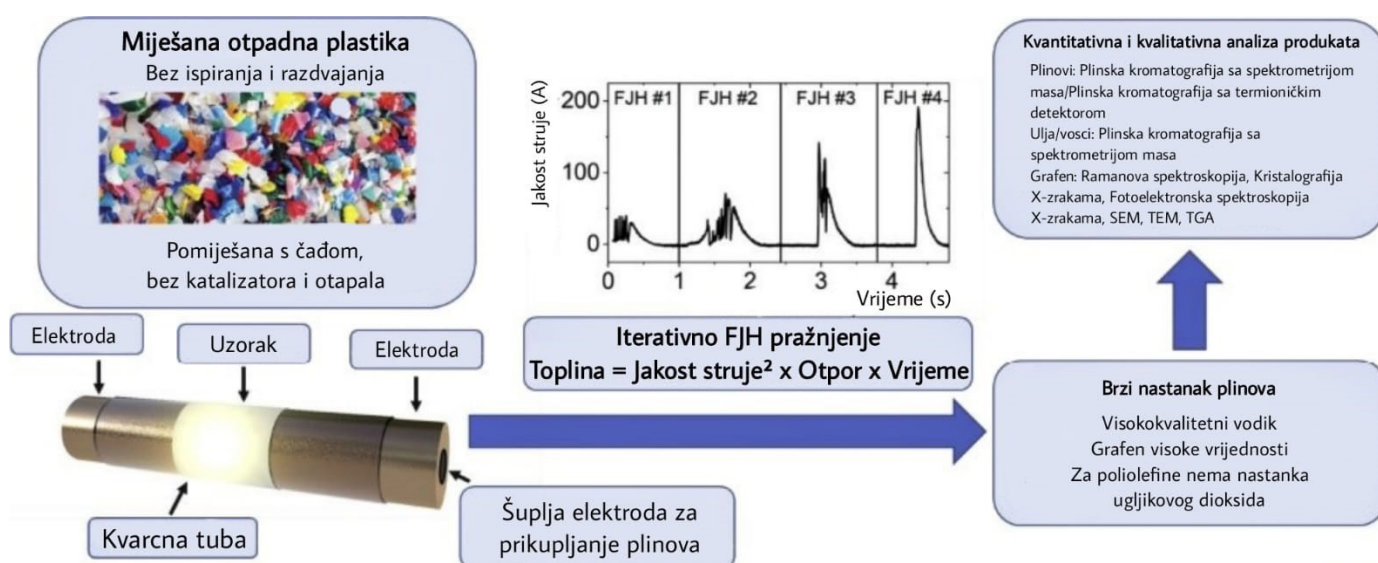 Miješana otpadna plastika
Bez ispiranja i razdvajanja
Pomiješana s čađom,
bez katalizatora i otapala
Elektroda
Uzorak
Elektroda
Kvarcna tuba
Šuplja elektroda za
prikupljanje plinova
Jakost struje (A)
200
100
0
FJH #1
FJH #2
FJH #3
FJH #4
0
1
2
3
4
Vrijeme (s)
Iterativno FJH pražnjenje
Toplina = Jakost struje² x Otpor x Vrijeme
Kvantitativna i kvalitativna analiza produkata
Plinovi: Plinska kromatografija sa spektrometrijom
masa/Plinska kromatografija sa termioničkim
detektorom
Ulja/vosci: Plinska kromatografija sa
spektrometrijom masa
Grafen: Ramanova spektroskopija, Kristalografija
X-zrakama, Fotoelektronska spektroskopija
X-zrakama, SEM, TEM, TGA
Brzi nastanak plinova
Visokokvalitetni vodik
Grafen visoke vrijednosti
Za poliolefine nema nastanka
ugljikovog dioksida